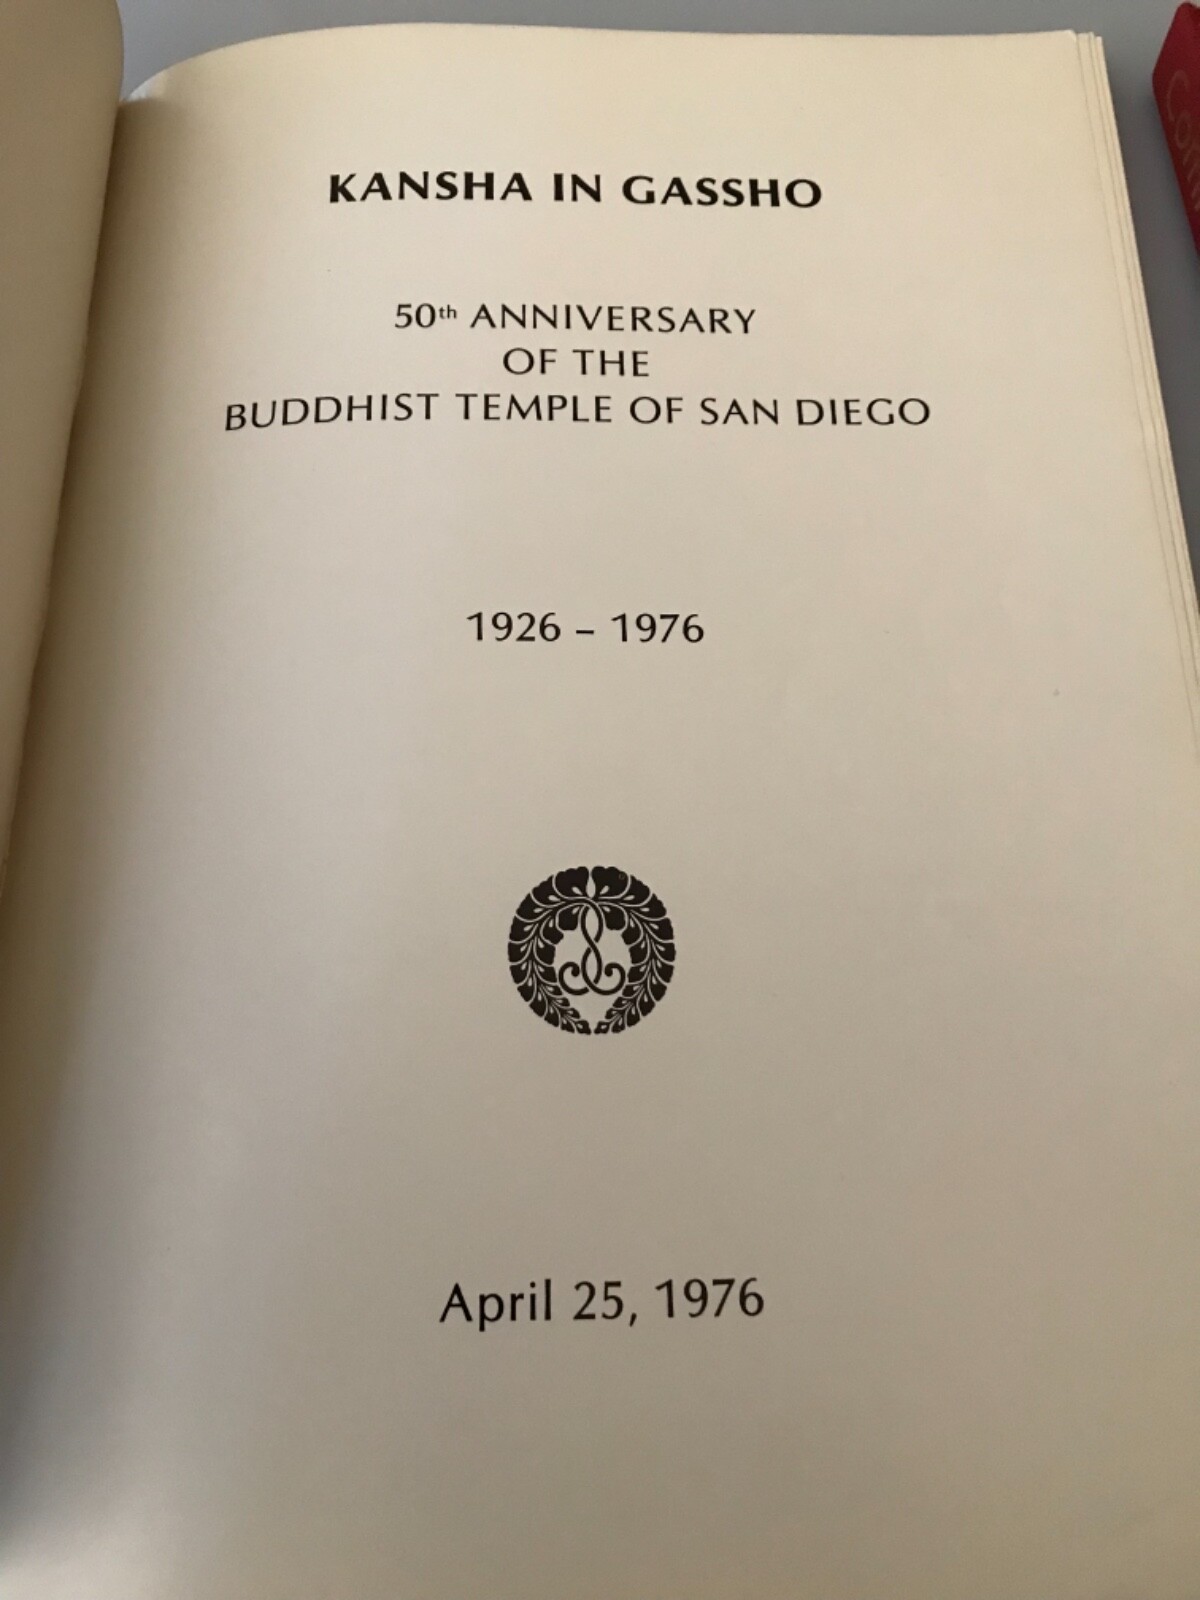 KANSHA IN GASSHO
50th ANNIVERSARY
OF THE
BUDDHIST TEMPLE OF SAN DIEGO
1926 – 1976
April 25, 1976